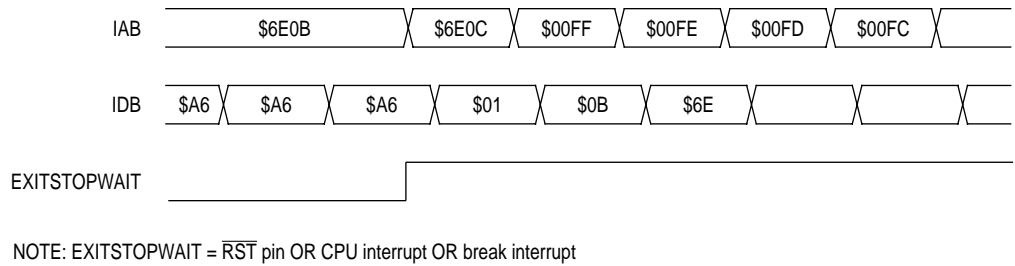 IAB $6E0B $6E0C $00FF $00FE $00FD $00FC
IDB $A6 $A6 $A6 $01 $0B $6E
EXITSTOPWAIT
NOTE: EXITSTOPWAIT = RST pin OR CPU interrupt OR break interrupt